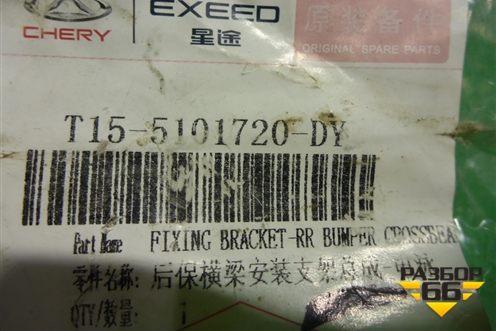 CHERY
EXEED
星途
原装备件
ORIGINAL SPARE PARTS
T15-5101720-DY
Part Name FIXING BRACKET-RR BUMPER CROSSBEA
零件名称: 后保横梁安装支架总成-电泳
QTY/数量: 1
РАЗБОР
66